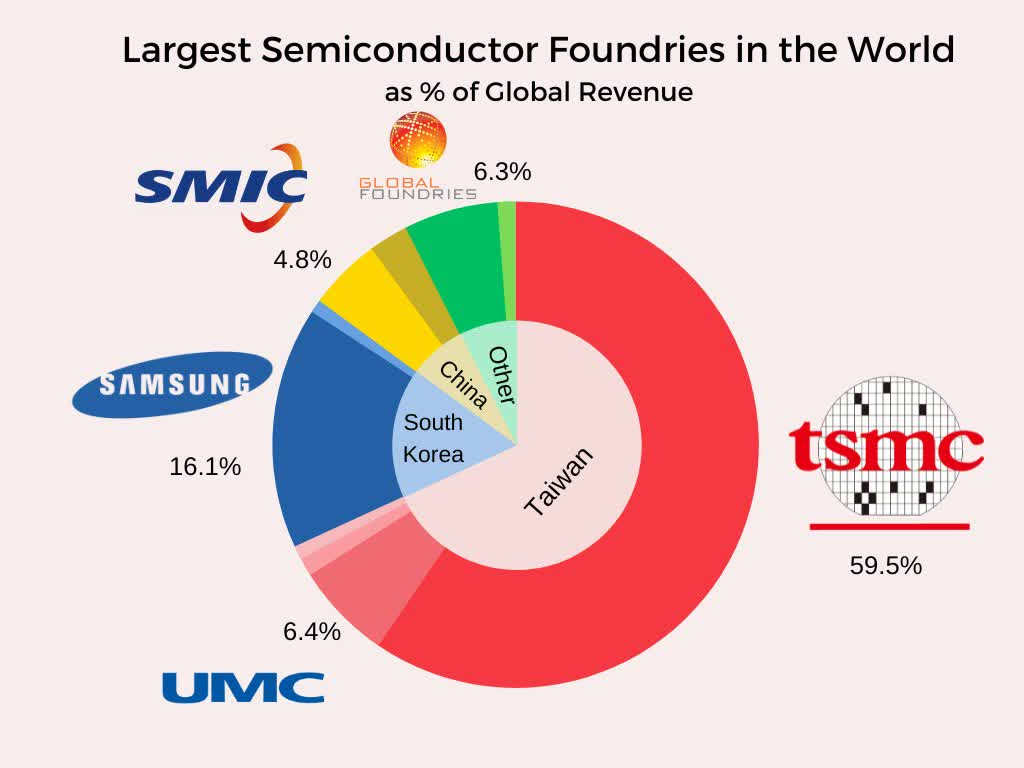 Largest Semiconductor Foundries in the World
as % of Global Revenue
SMIC
GLOBAL
FOUNDRIES
6.3%
4.8%
SAMSUNG
16.1%
Other
China
South
Korea
Taiwan
tsmc
59.5%
6.4%
UMC